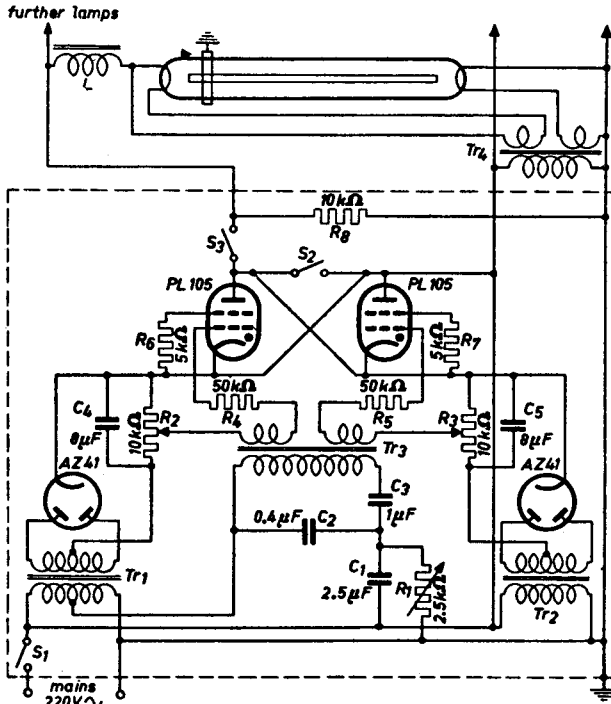 further lamps
L
Tr4
10kΩ
R8
S3
S2
PL 105
PL 105
R6
5kΩ
R7
5kΩ
50kΩ
R4
50kΩ
R5
C4
8μF
R2
10kΩ
R3
10kΩ
C5
8μF
AZ41
AZ41
Tr3
C3
1μF
0.4μF
C2
C1
2.5μF
R1
2.5kΩ
Tr1
Tr2
S1
mains
220V